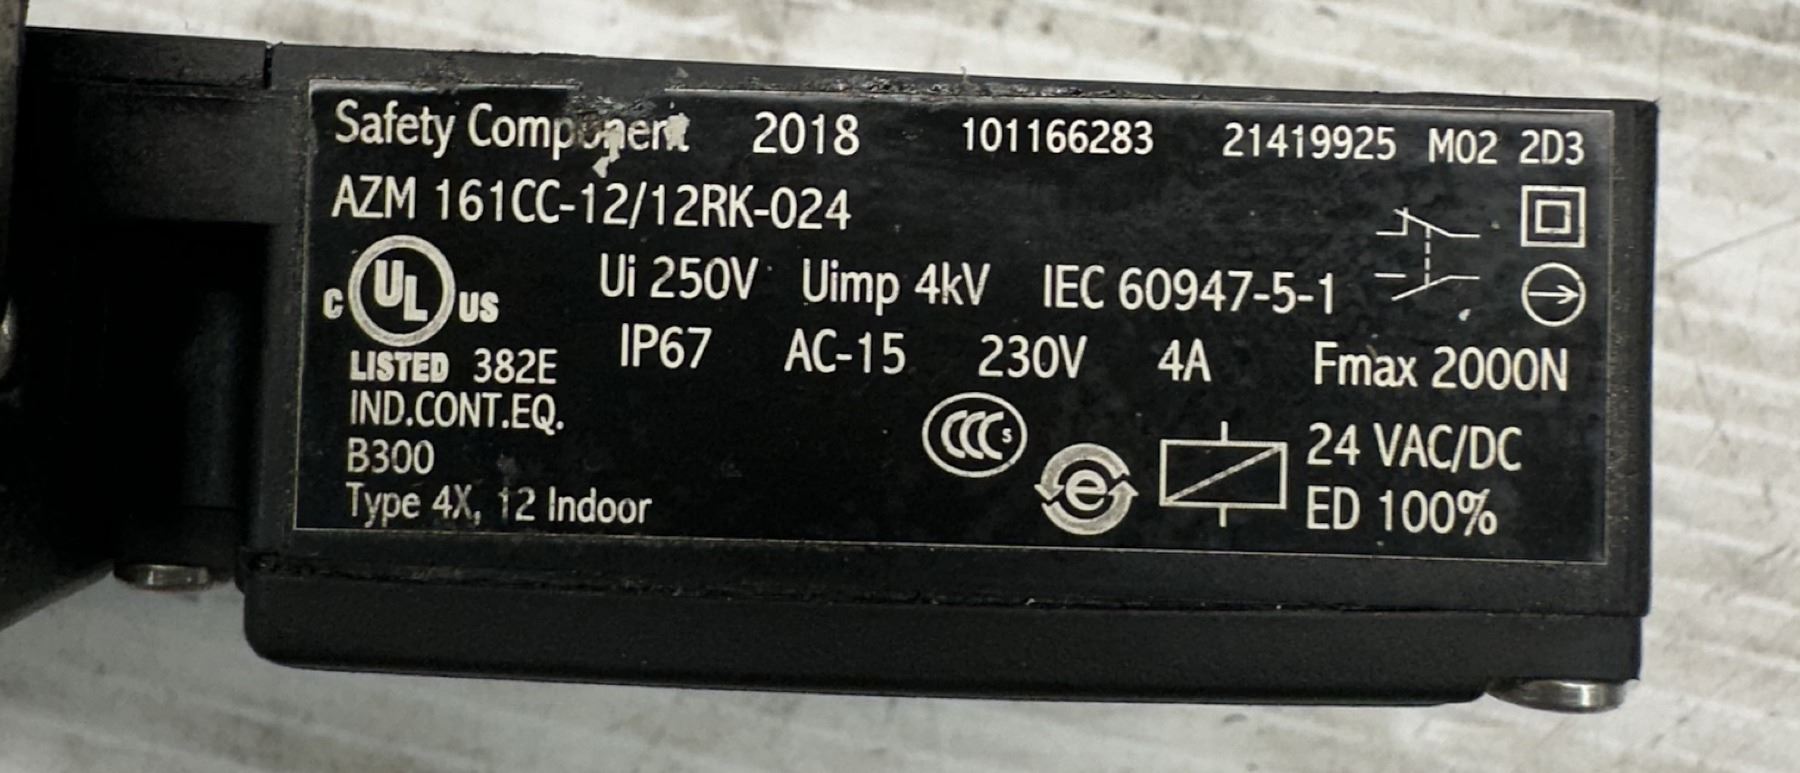 Safety Component 2018 101166283 21419925 M02 2D3
AZM 161CC-12/12RK-024
C UL US Ui 250V Uimp 4kV IEC 60947-5-1
LISTED 382E IP67 AC-15 230V 4A Fmax 2000N
IND.CONT.EQ.
B300
Type 4X, 12 Indoor
CCC S
e
24 VAC/DC
ED 100%